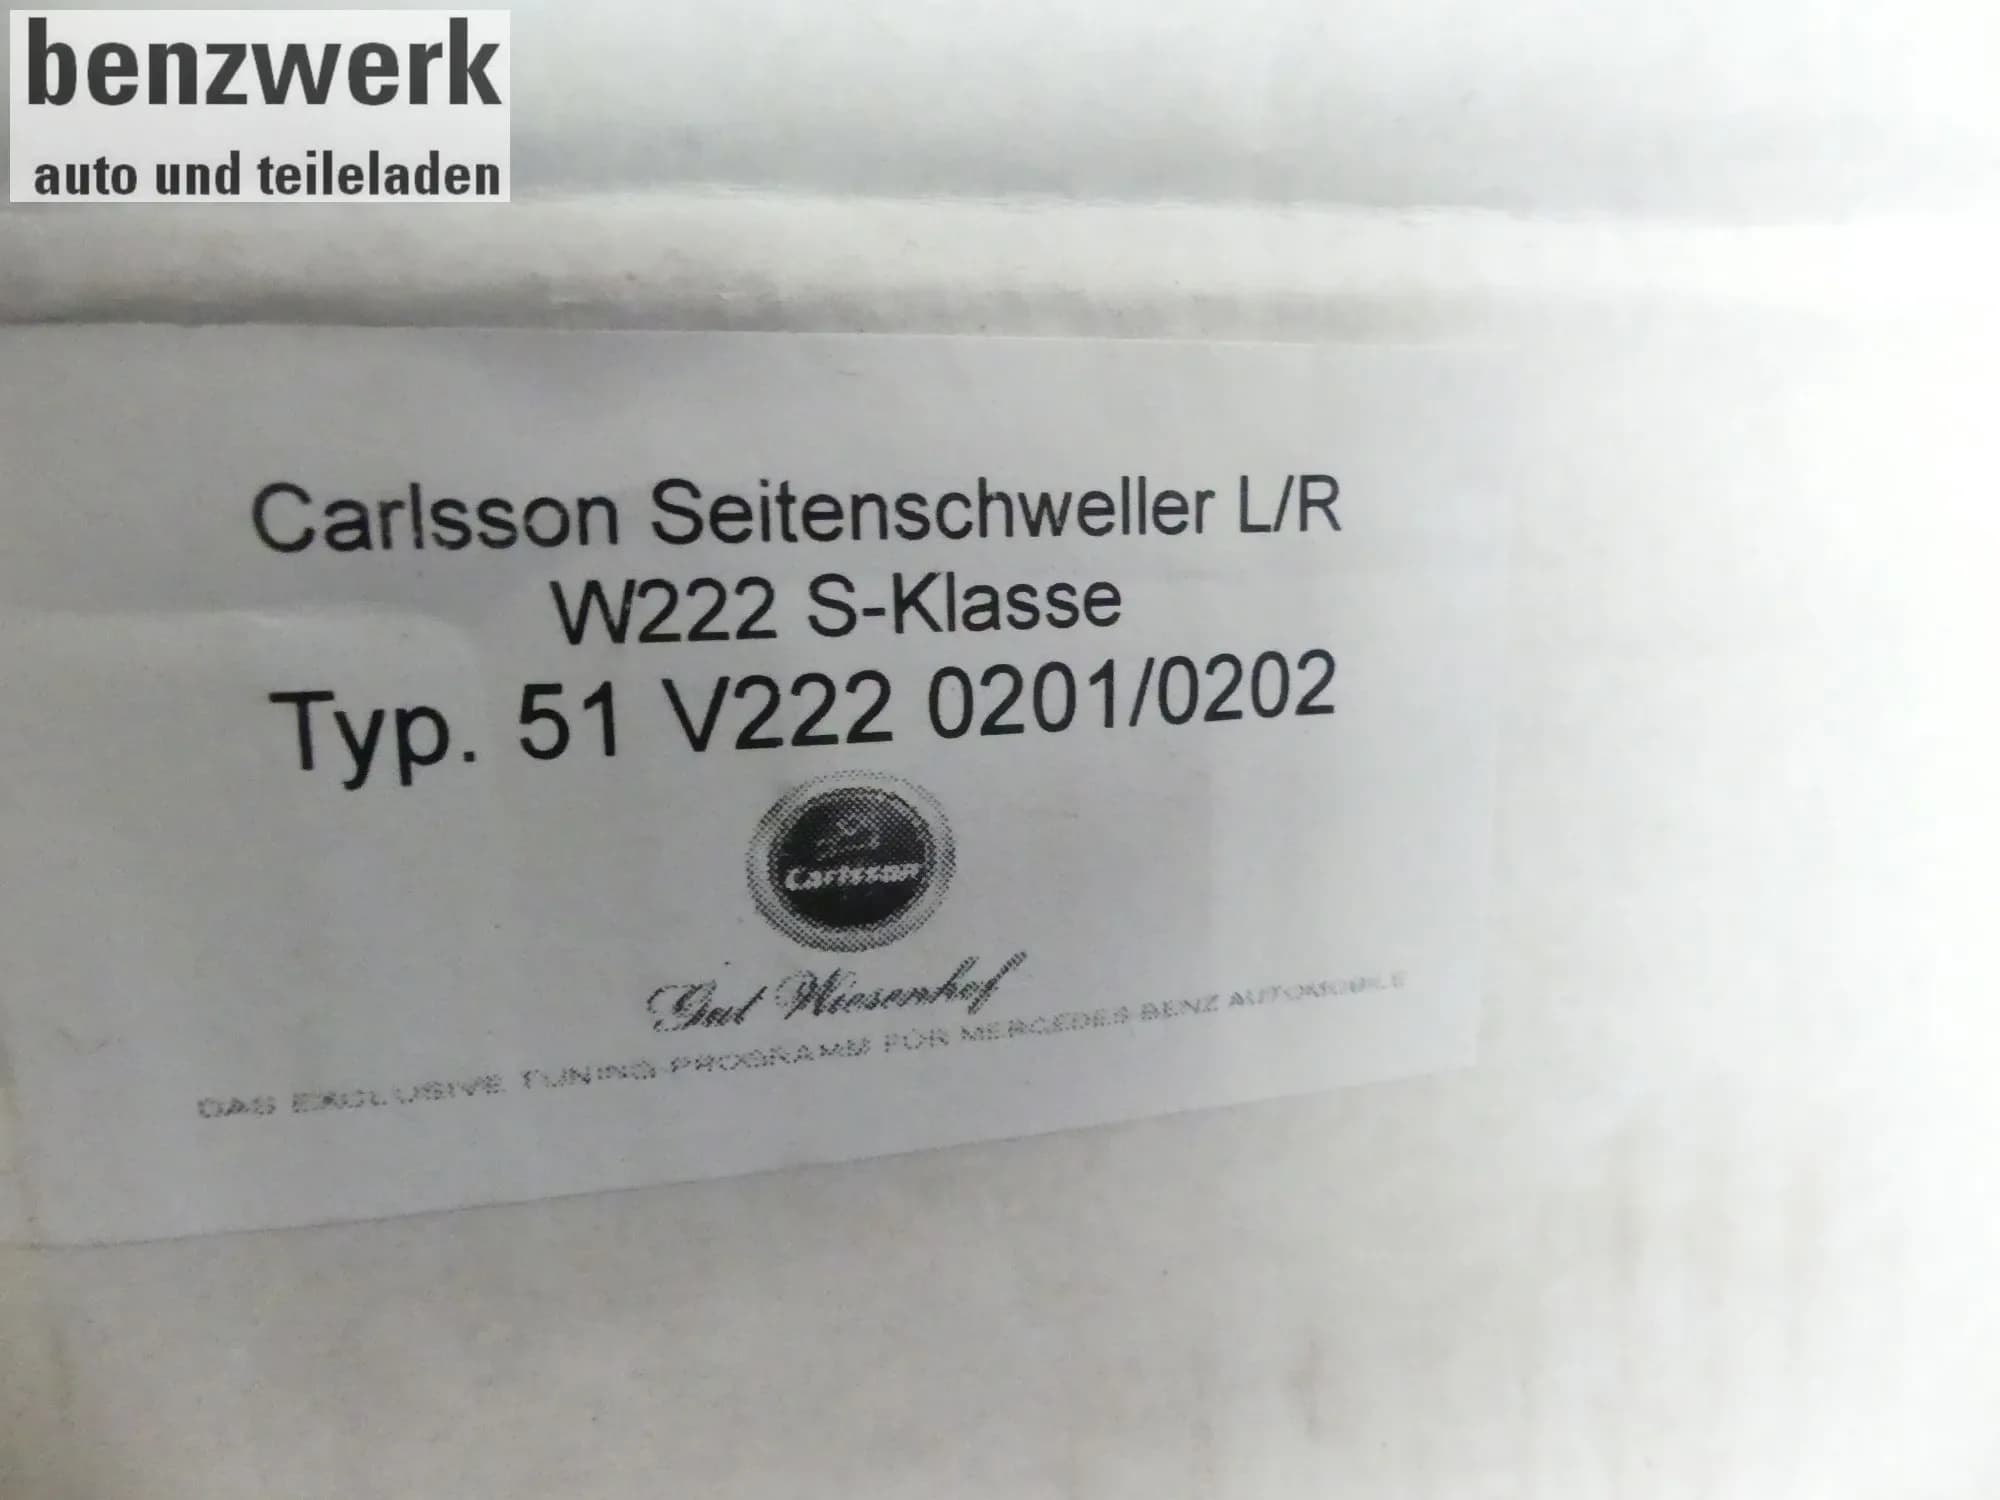 benzwerk
auto und teileladen
Carlsson Seitenschweller L/R
W222 S-Klasse
Typ. 51 V222 0201/0202
Carlsson
Gut Wiesenhof
DAS EXCLUSIVE TUNING-PROGRAMM FÜR MERCEDES-BENZ AUTOMOBILE